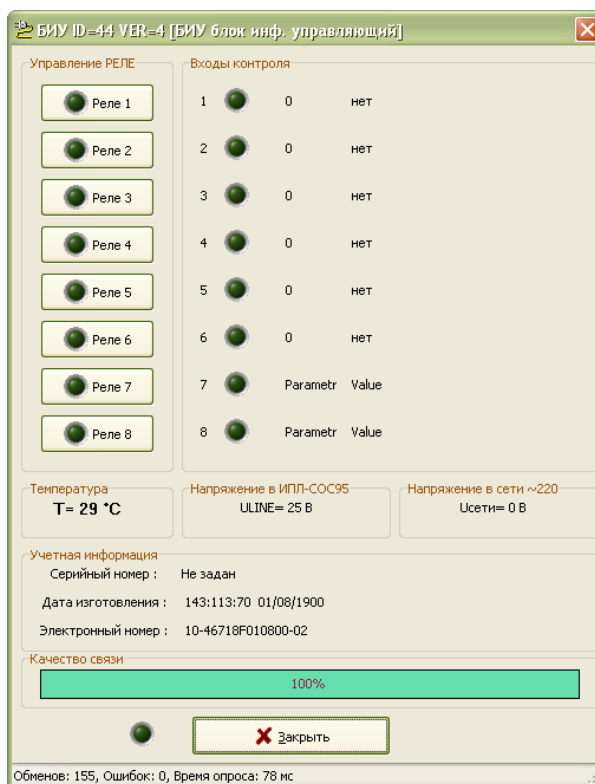 БИУ ID=44 VER=4 [БИУ блок инф. управляющий]
Управление РЕЛЕ
Входы контроля
Реле 1
1 0 нет
Реле 2
2 0 нет
Реле 3
3 0 нет
Реле 4
4 0 нет
Реле 5
5 0 нет
Реле 6
6 0 нет
Реле 7
7 Parametr Value
Реле 8
8 Parametr Value
Температура
T= 29 °C
Напряжение в ИПЛ-СОС95
ULINE= 25 В
Напряжение в сети ~220
Uсети= 0 В
Учетная информация
Серийный номер : Не задан
Дата изготовления : 143:113:70 01/08/1900
Электронный номер : 10-46718F010800-02
Качество связи
100%
Закрыть
Обменов: 155, Ошибок: 0, Время опроса: 78 мс